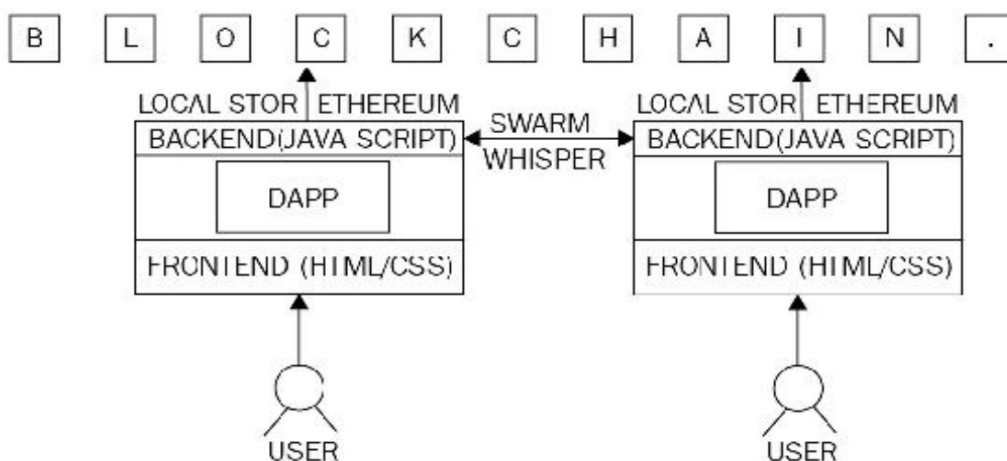 B L O C K C H A I N .
LOCAL STOR ETHEREUM
BACKEND(JAVA SCRIPT)
DAPP
FRONTEND (HTML/CSS)
USER
SWARM
WHISPER
LOCAL STOR ETHEREUM
BACKEND(JAVA SCRIPT)
DAPP
FRONTEND (HTML/CSS)
USER